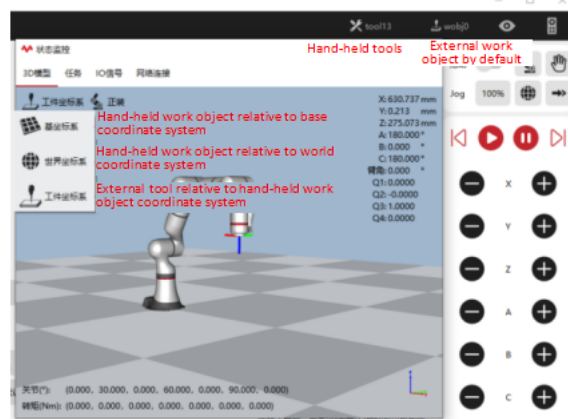 tool13
wobj0
状态监控
Hand-held tools
External work
object by default
3D模型 任务 IO信号 网络连接
Jog 100%
工件坐标系 正装
基坐标系
世界坐标系
工件坐标系
Hand-held work object relative to base
coordinate system
Hand-held work object relative to world
coordinate system
External tool relative to hand-held work
object coordinate system
X:630.737 mm
Y:0.213 mm
Z:275.073 mm
A:180.000°
B:0.000 °
C:180.000°
臂角:0.000 °
Q1:0.0000
Q2:-0.0000
Q3:1.0000
Q4:0.0000
X
Y
Z
A
B
C
关节(°): (0.000, 30.000, 0.000, 60.000, 0.000, 90.000, 0.000)
转矩(Nm): (0.000, 0.000, 0.000, 0.000, 0.000, 0.000, 0.000)